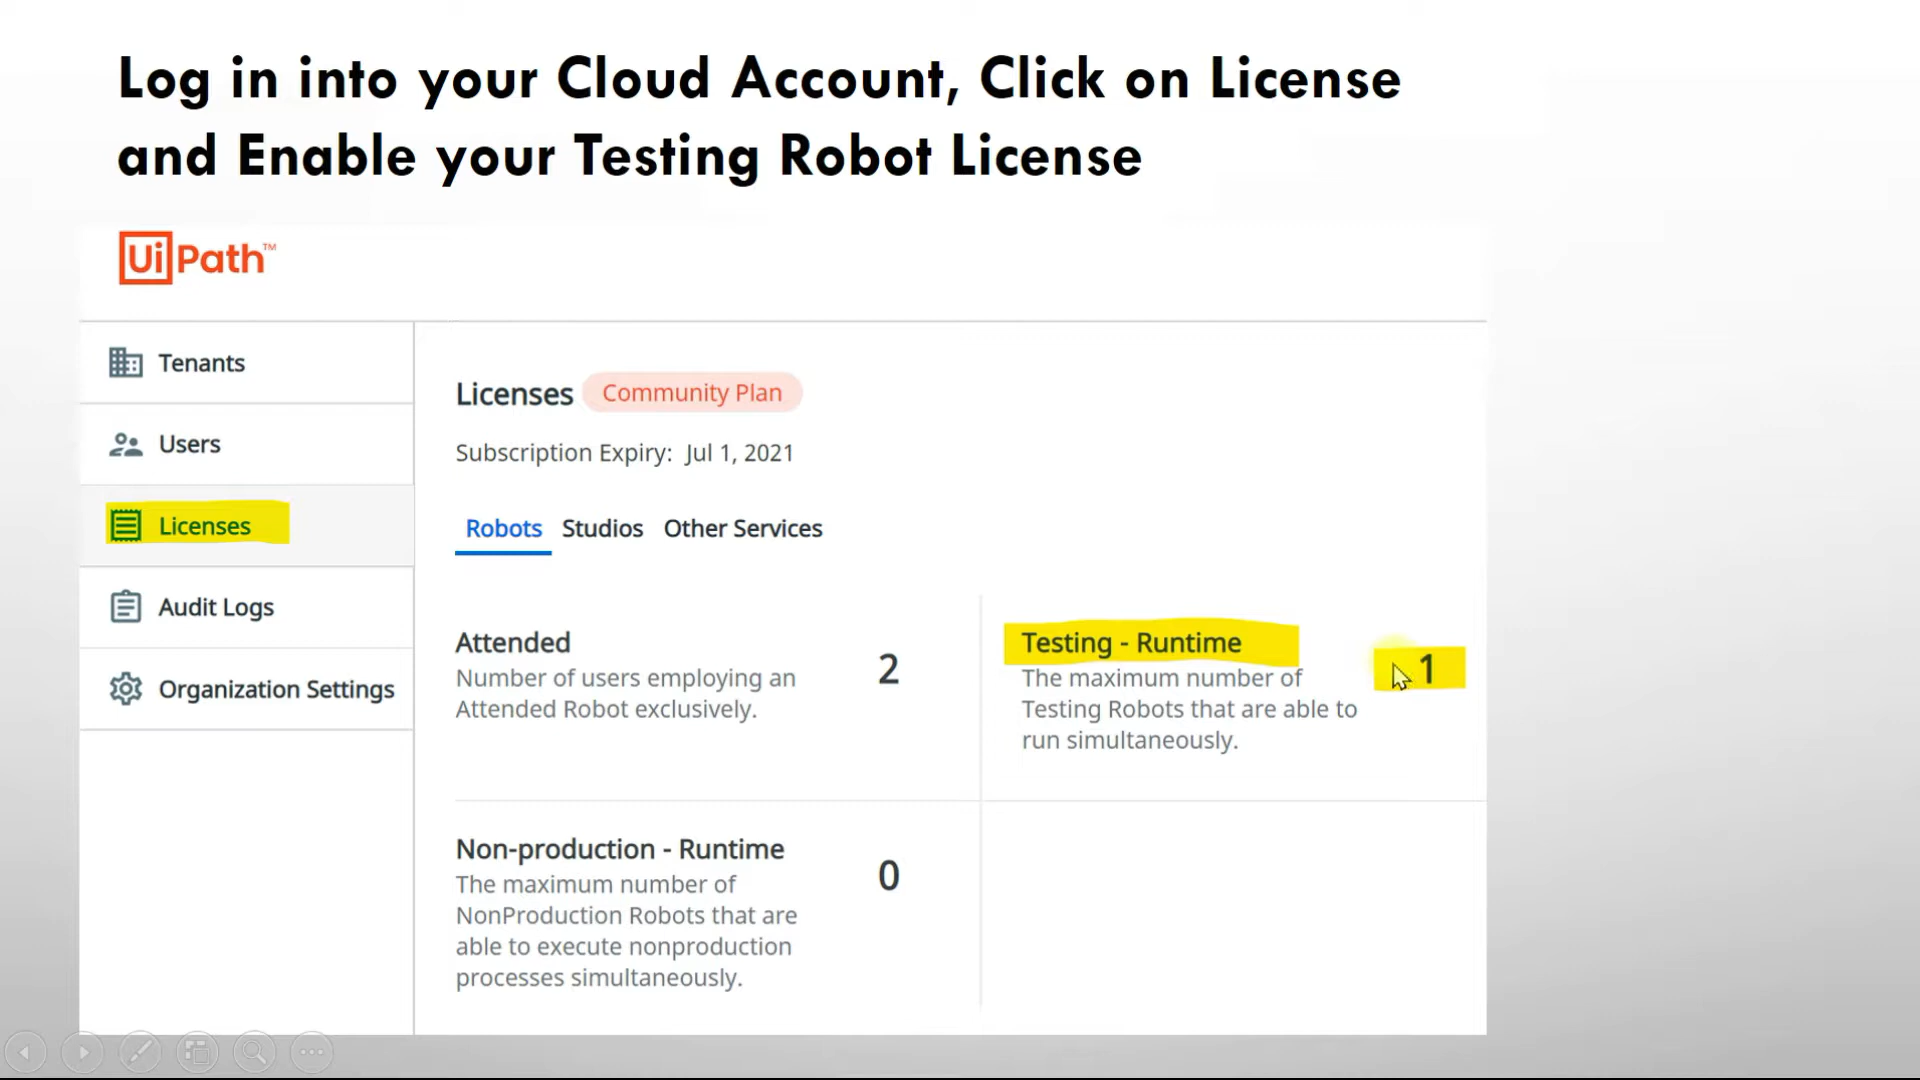 Log in into your Cloud Account, Click on License
and Enable your Testing Robot License
UiPath™
Tenants
Users
Licenses
Audit Logs
Organization Settings
Licenses Community Plan
Subscription Expiry: Jul 1, 2021
Robots Studios Other Services
Attended
Number of users employing an
Attended Robot exclusively.
2
Testing - Runtime
The maximum number of
Testing Robots that are able to
run simultaneously.
1
Non-production - Runtime
The maximum number of
NonProduction Robots that are
able to execute nonproduction
processes simultaneously.
0